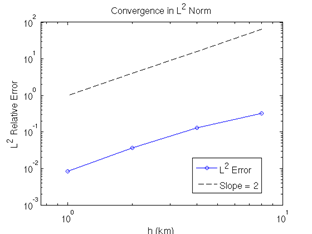 Convergence in L² Norm
L² Relative Error
10²
10¹
10⁰
10⁻¹
10⁻²
10⁻³
L² Error
Slope = 2
10⁰
10¹
h (km)